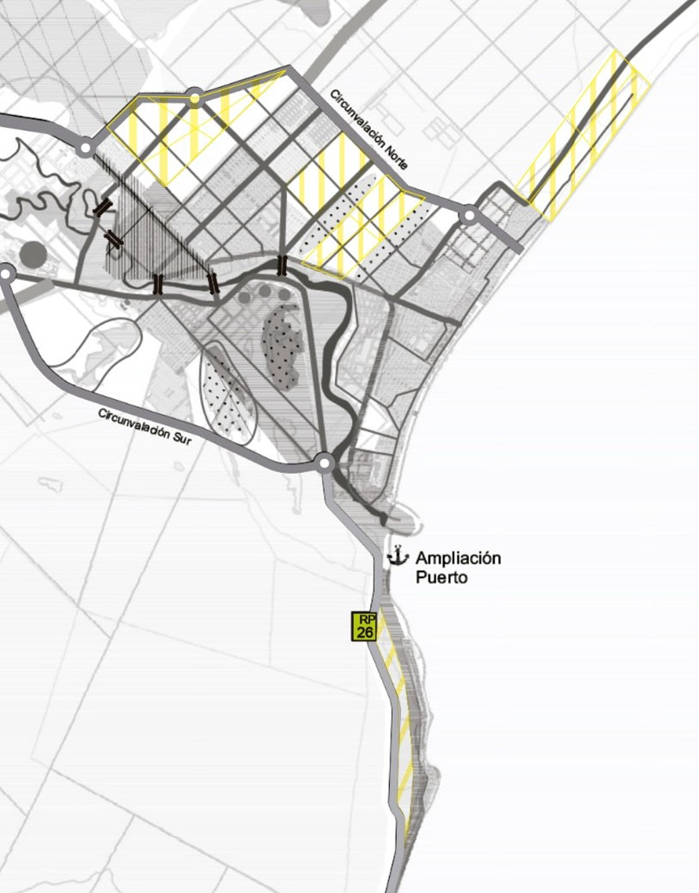 Circunvalación Norte
Circunvalación Sur
Ampliación
Puerto
RP
26